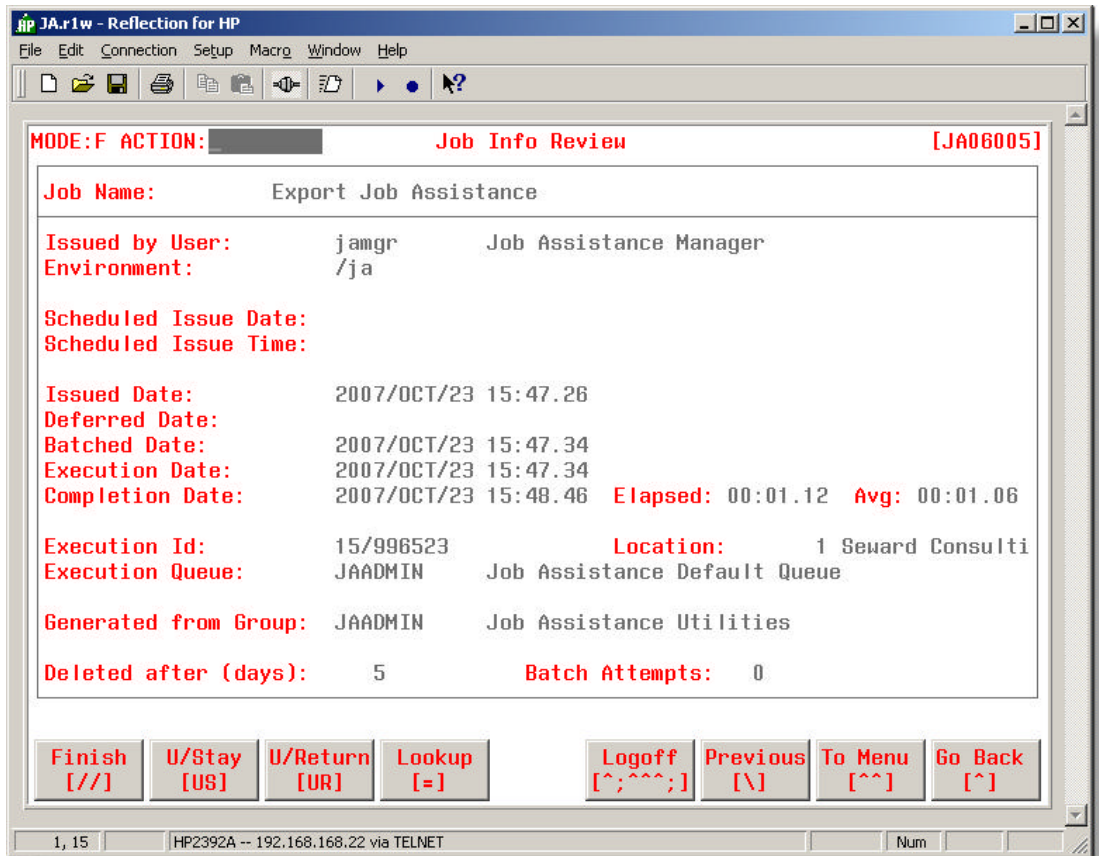 JA.r1w - Reflection for HP
File Edit Connection Setup Macro Window Help
MODE:F ACTION: Job Info Review [JA06005]
Job Name: Export Job Assistance
Issued by User: jamgr Job Assistance Manager
Environment: /ja
Scheduled Issue Date:
Scheduled Issue Time:
Issued Date: 2007/OCT/23 15:47.26
Deferred Date:
Batched Date: 2007/OCT/23 15:47.34
Execution Date: 2007/OCT/23 15:47.34
Completion Date: 2007/OCT/23 15:48.46 Elapsed: 00:01.12 Avg: 00:01.06
Execution Id: 15/996523 Location: 1 Seward Consulti
Execution Queue: JAADMIN Job Assistance Default Queue
Generated from Group: JAADMIN Job Assistance Utilities
Deleted after (days): 5 Batch Attempts: 0
Finish U/Stay U/Return Lookup Logoff Previous To Menu Go Back
[//] [US] [UR] [=] [^;^^^;] [\] [^^] [^]
1, 15 HP2392A -- 192.168.168.22 via TELNET Num